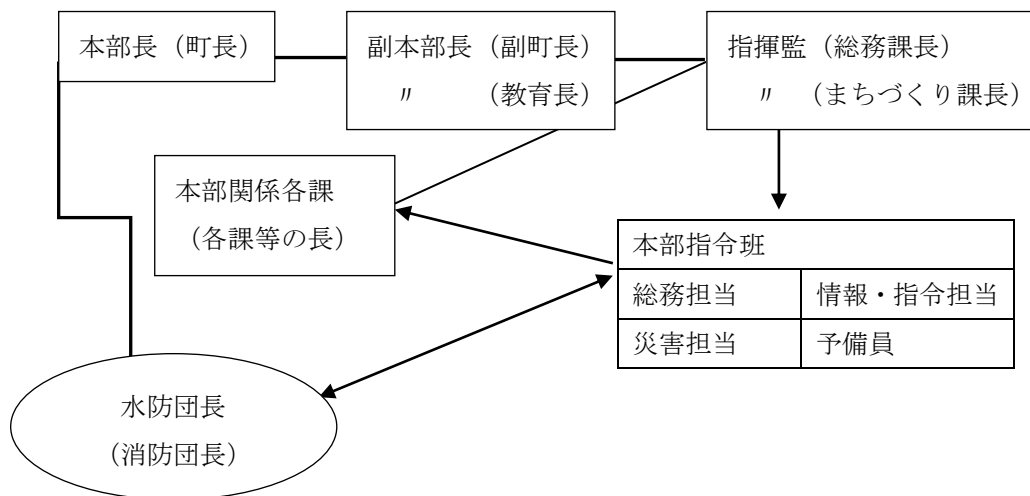 本部長（町長）
副本部長（副町長）
〃　（教育長）
指揮監（総務課長）
〃　（まちづくり課長）
本部関係各課
（各課等の長）
本部指令班
総務担当
情報・指令担当
災害担当
予備員
水防団長
（消防団長）